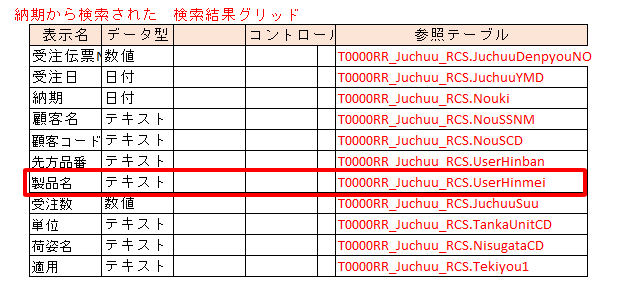 納期から検索された　検索結果グリッド
表示名 データ型 コントロール 参照テーブル
受注伝票N 数値 T0000RR_Juchuu_RCS.JuchuuDenpyouNO
受注日 日付 T0000RR_Juchuu_RCS.JuchuuYMD
納期 日付 T0000RR_Juchuu_RCS.Nouki
顧客名 テキスト T0000RR_Juchuu_RCS.NouSSNM
顧客コード テキスト T0000RR_Juchuu_RCS.NouSCD
先方品番 テキスト T0000RR_Juchuu_RCS.UserHinban
製品名 テキスト T0000RR_Juchuu_RCS.UserHinmei
受注数 数値 T0000RR_Juchuu_RCS.JuchuuSuu
単位 テキスト T0000RR_Juchuu_RCS.TankaUnitCD
荷姿名 テキスト T0000RR_Juchuu_RCS.NisugataCD
適用 テキスト T0000RR_Juchuu_RCS.Tekiyou1